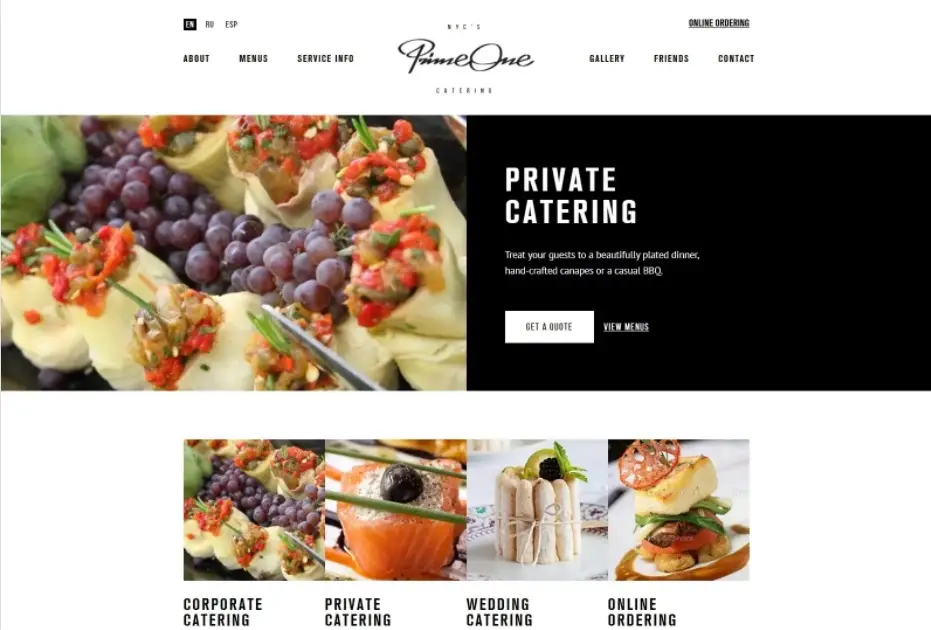 EN RU ESP
NYC'S
ONLINE ORDERING
ABOUT MENUS SERVICE INFO
PrimeOne
GALLERY FRIENDS CONTACT
CATERING
PRIVATE
CATERING
Treat your guests to a beautifully plated dinner,
hand-crafted canapes or a casual BBQ.
GET A QUOTE VIEW MENUS
CORPORATE
CATERING
PRIVATE
CATERING
WEDDING
CATERING
ONLINE
ORDERING